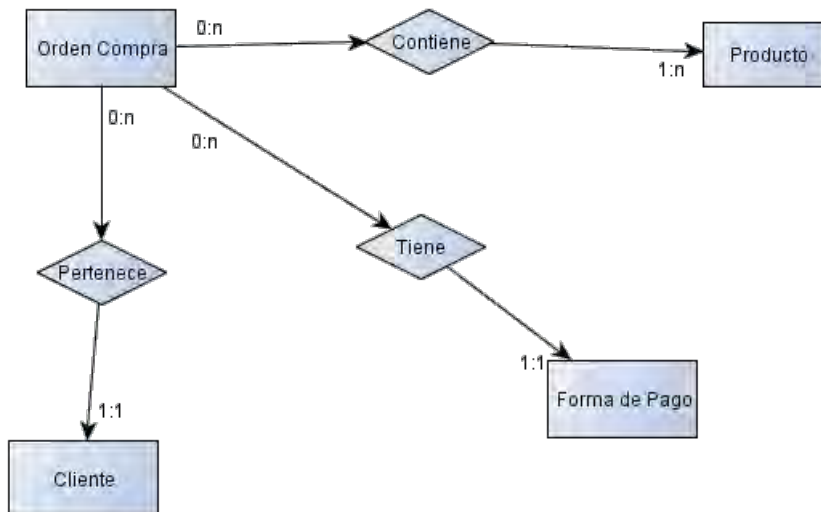 Orden Compra
0:n
Contiene
1:n
Producto
0:n
0:n
Pertenece
Tiene
1:1
Cliente
1:1
Forma de Pago